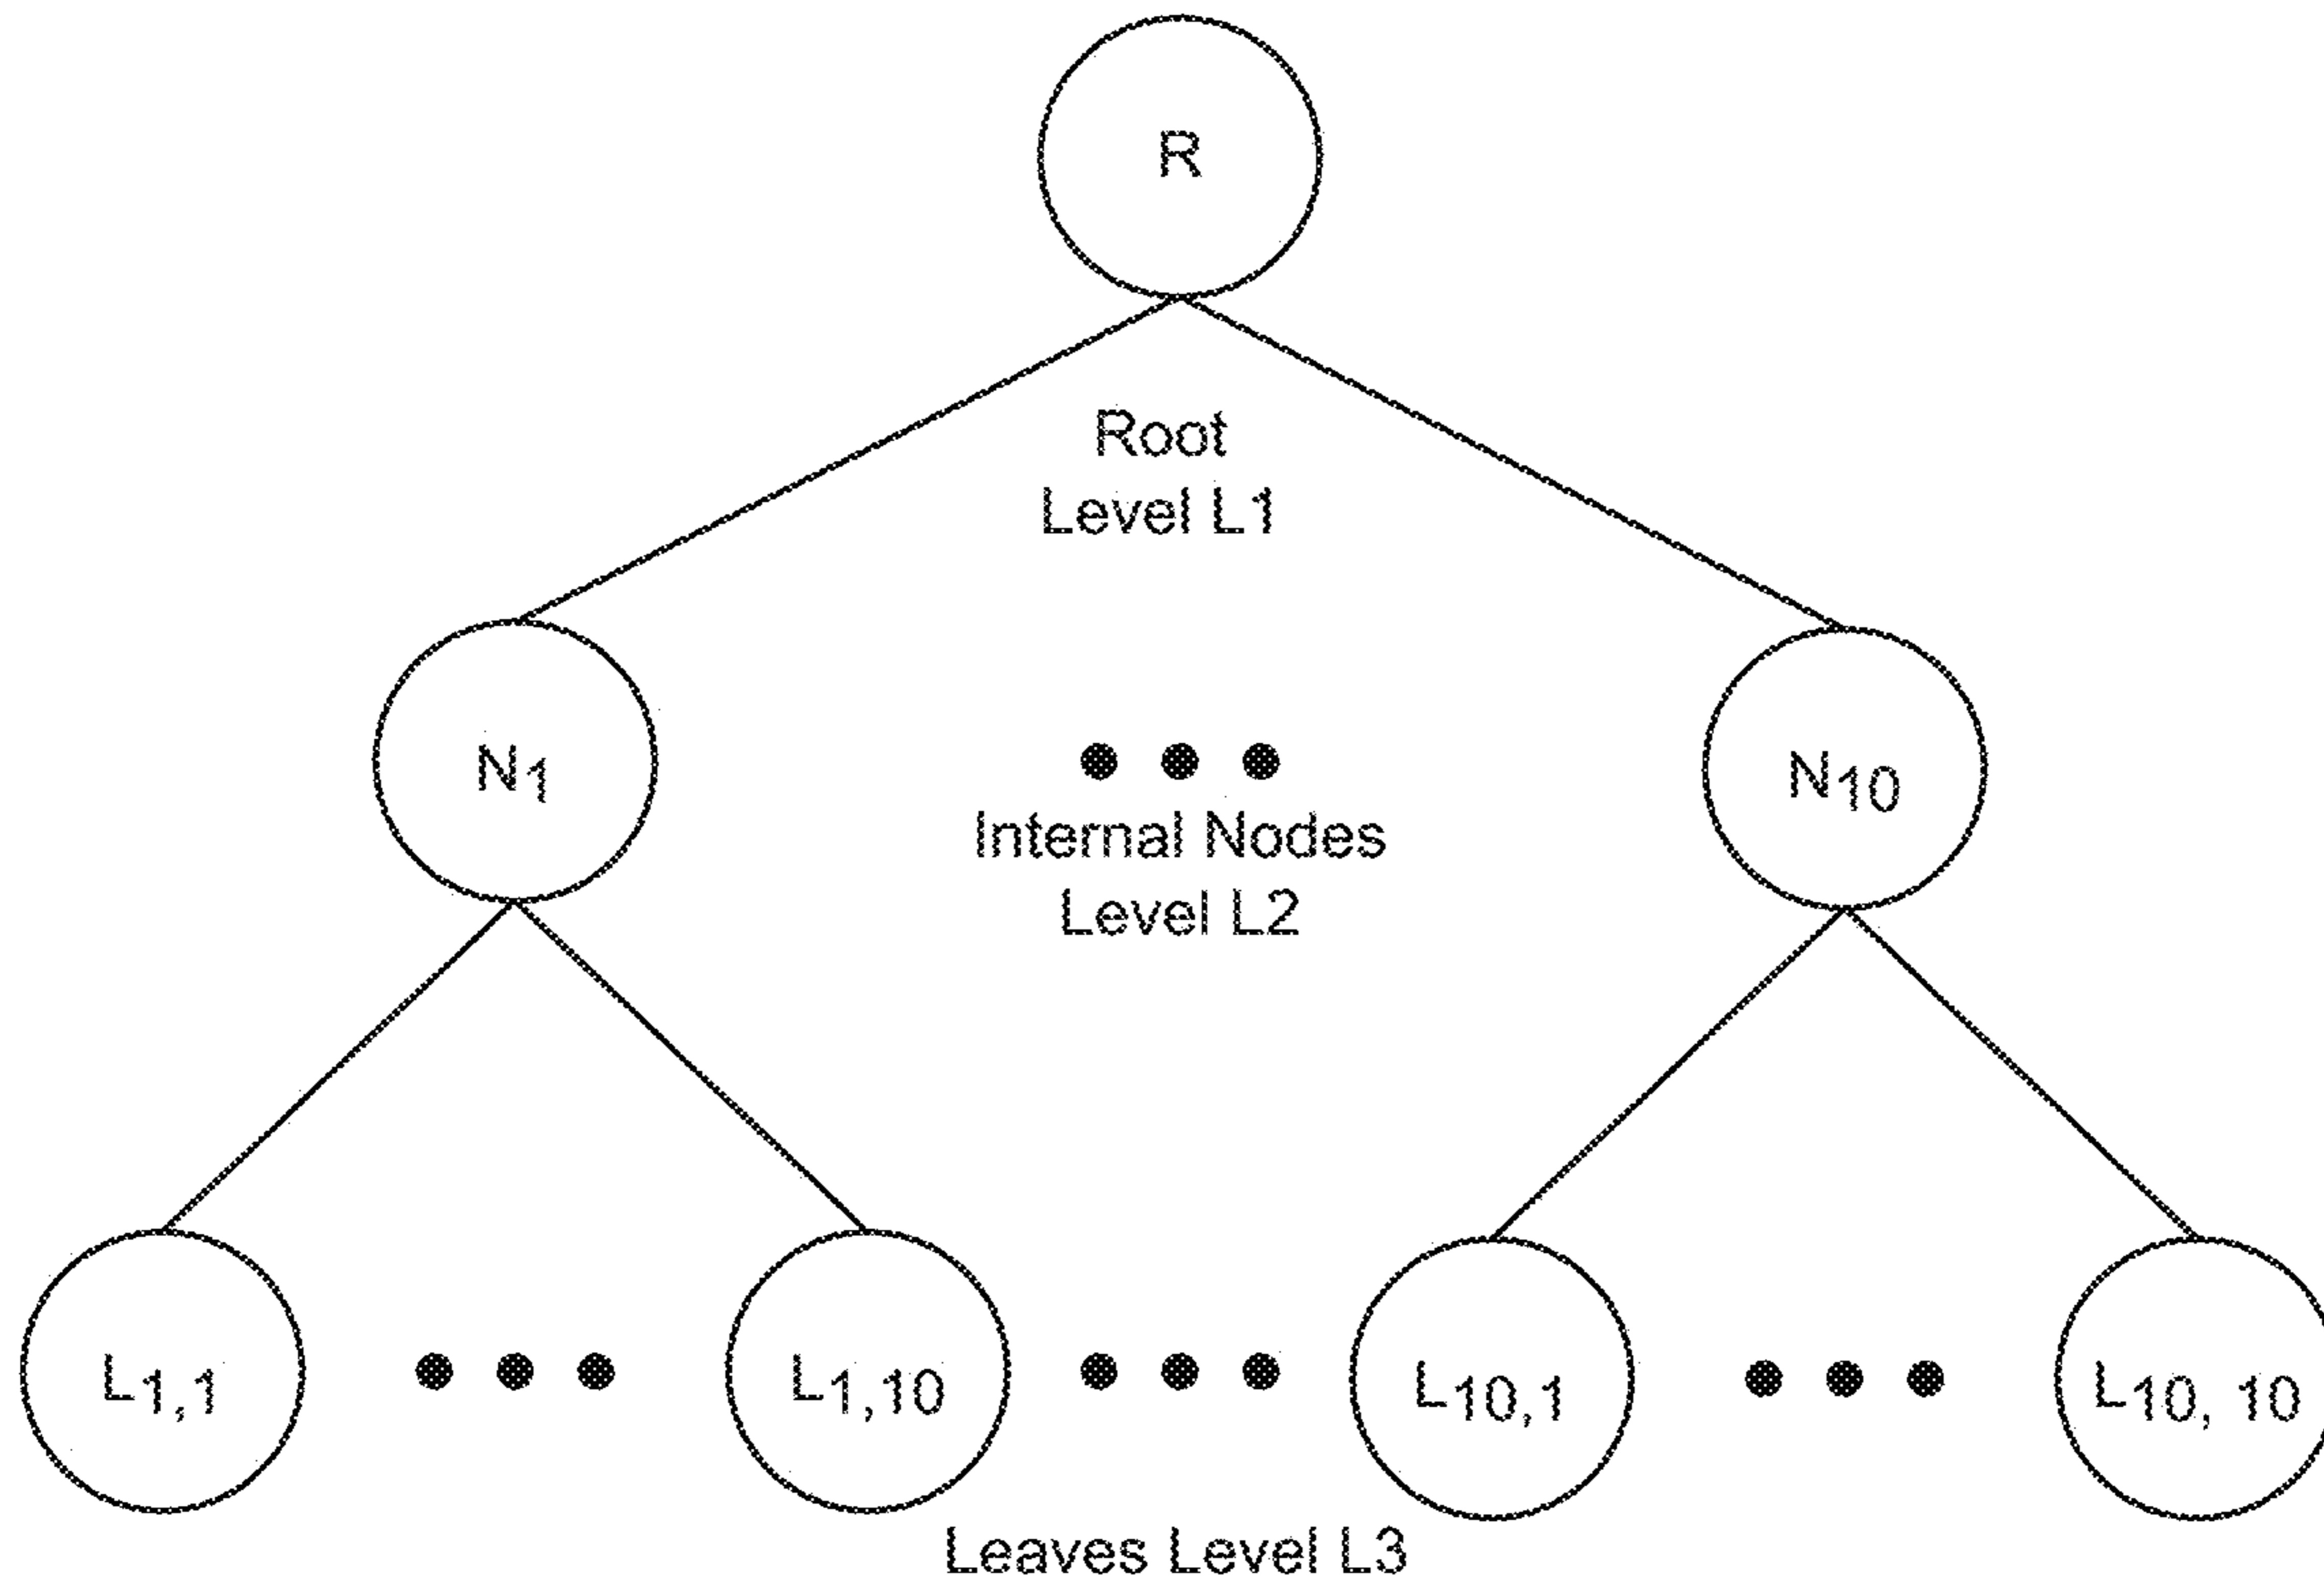 R
Root
Level L1
N1
N10
Internal Nodes
Level L2
L1,1
L1,10
L10,1
L10, 10
Leaves Level L3